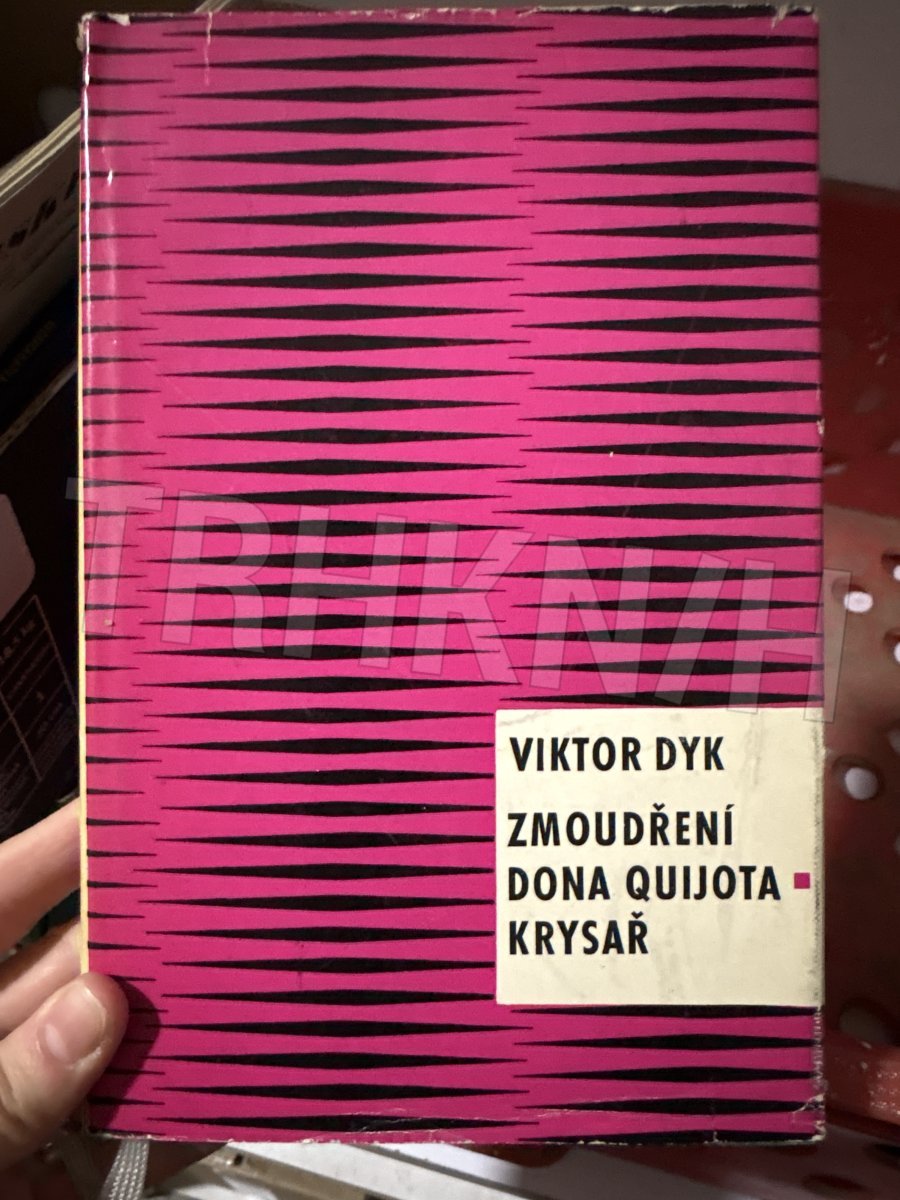 TRHKNIH
VIKTOR DYK
ZMOUDŘENÍ
DONA QUIJOTA ▪
KRYSAŘ